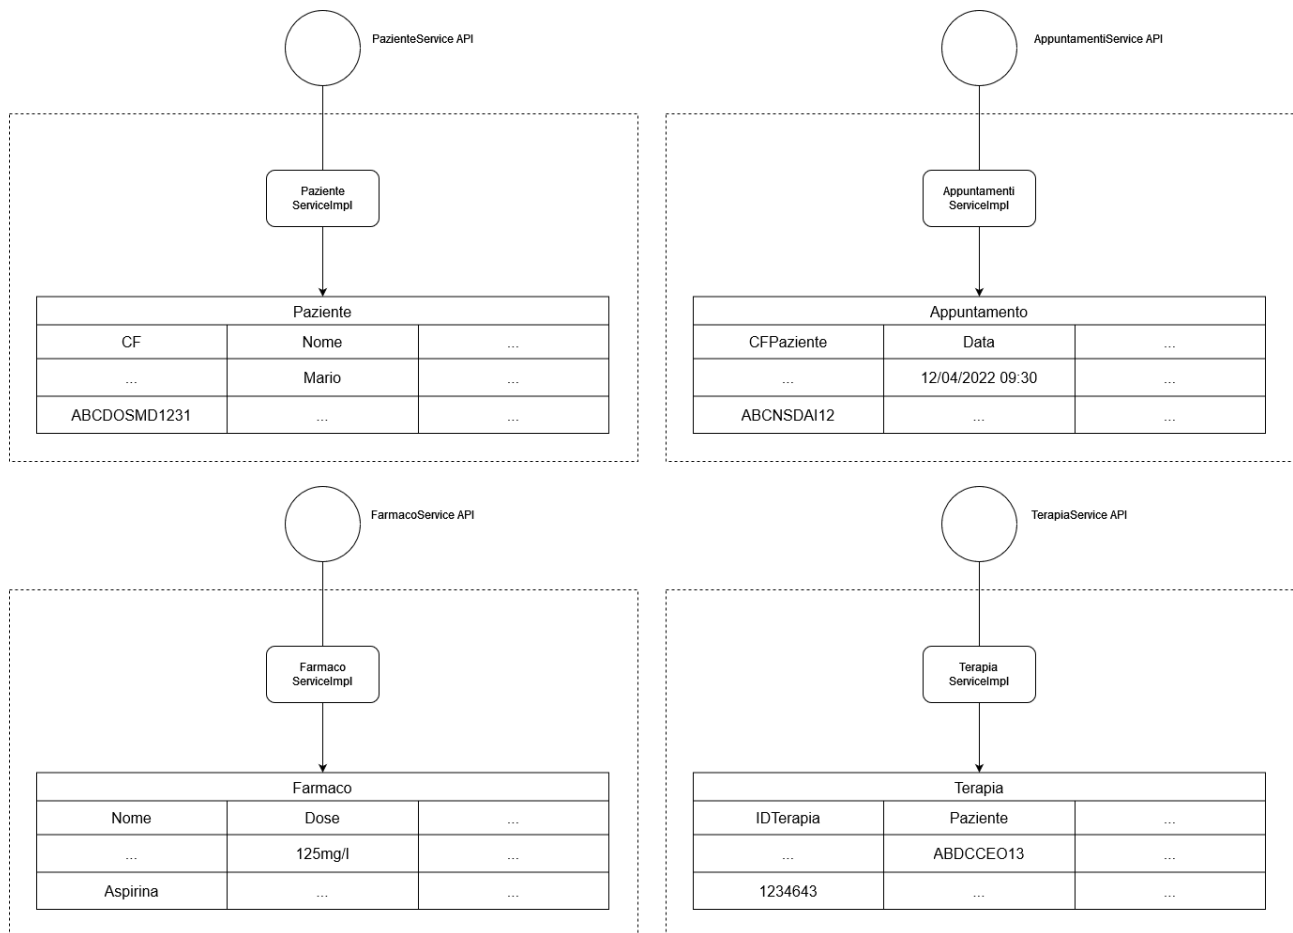 PazienteService API
AppuntamentiService API
Paziente
ServiceImpl
Appuntamenti
ServiceImpl
Paziente
CF Nome ...
... Mario ...
ABCDOSMD1231 ... ...
Appuntamento
CFPaziente Data ...
... 12/04/2022 09:30 ...
ABCNSDAI12 ... ...
FarmacoService API
TerapiaService API
Farmaco
ServiceImpl
Terapia
ServiceImpl
Farmaco
Nome Dose ...
... 125mg/l ...
Aspirina ... ...
Terapia
IDTerapia Paziente ...
... ABDCCEO13 ...
1234643 ... ...